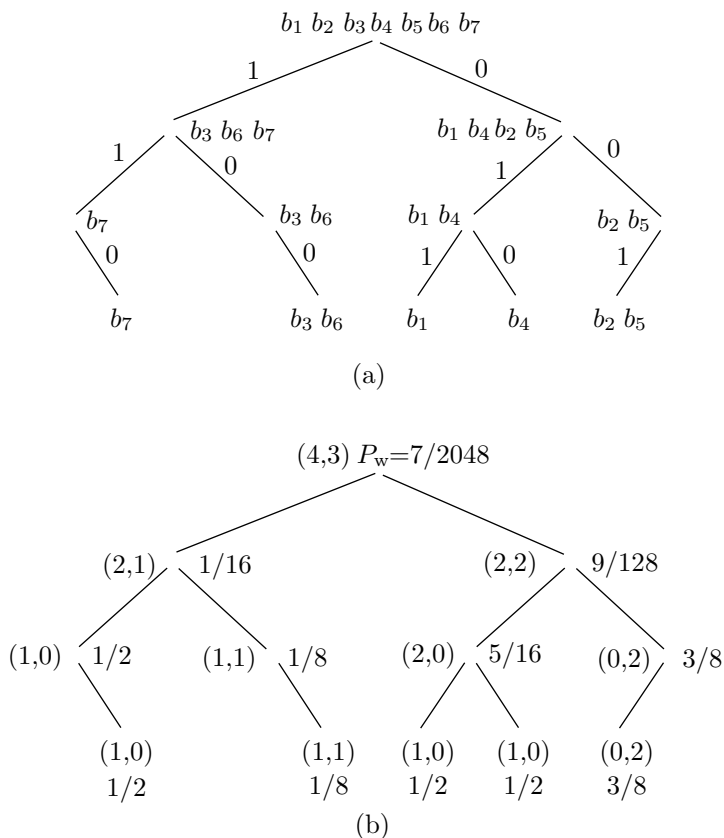 b₁ b₂ b₃ b₄ b₅ b₆ b₇
1 0
b₃ b₆ b₇ b₁ b₄ b₂ b₅
1 0 1 0
b₇ b₃ b₆ b₁ b₄ b₂ b₅
0 0 1 0 1
b₇ b₃ b₆ b₁ b₄ b₂ b₅
(a)
(4,3) P_w=7/2048
(2,1) 1/16 (2,2) 9/128
(1,0) 1/2 (1,1) 1/8 (2,0) 5/16 (0,2) 3/8
(1,0) (1,1) (1,0) (1,0) (0,2)
1/2 1/8 1/2 1/2 3/8
(b)